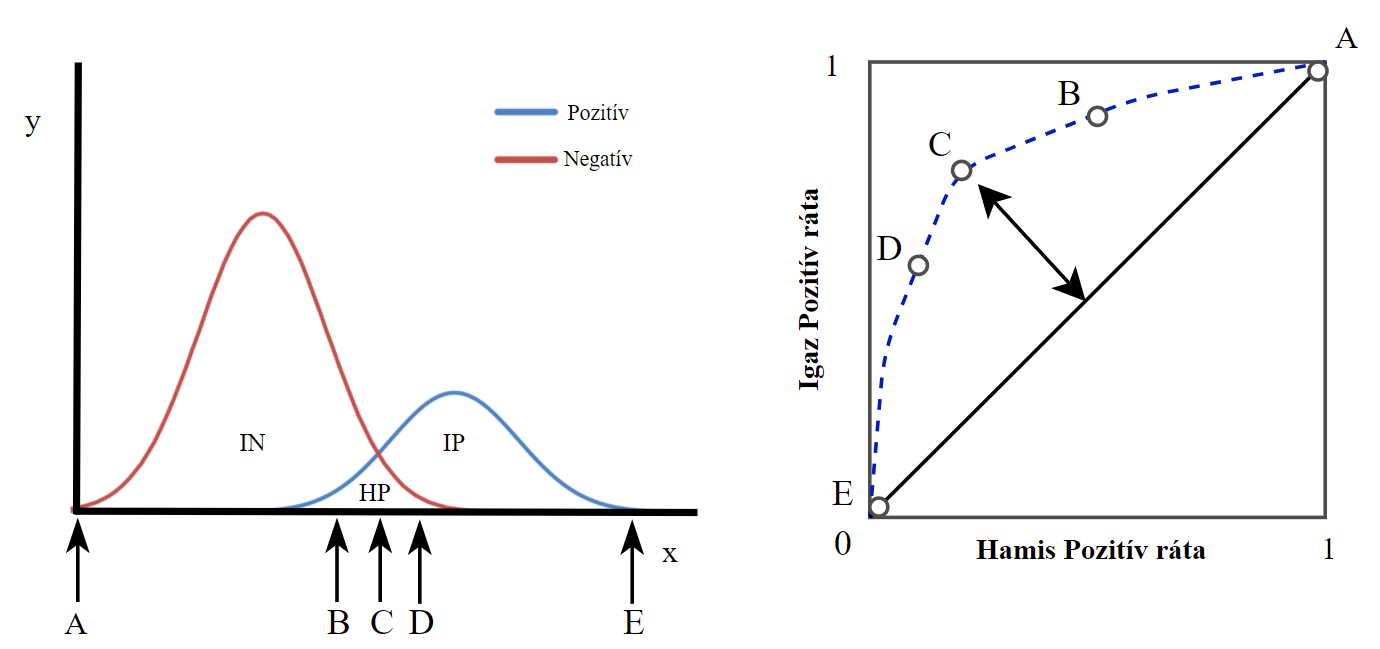 y
Pozitív
Negatív
IN
IP
HP
x
A
B
C
D
E
1
A
B
C
D
E
Igaz Pozitív ráta
0
Hamis Pozitív ráta
1